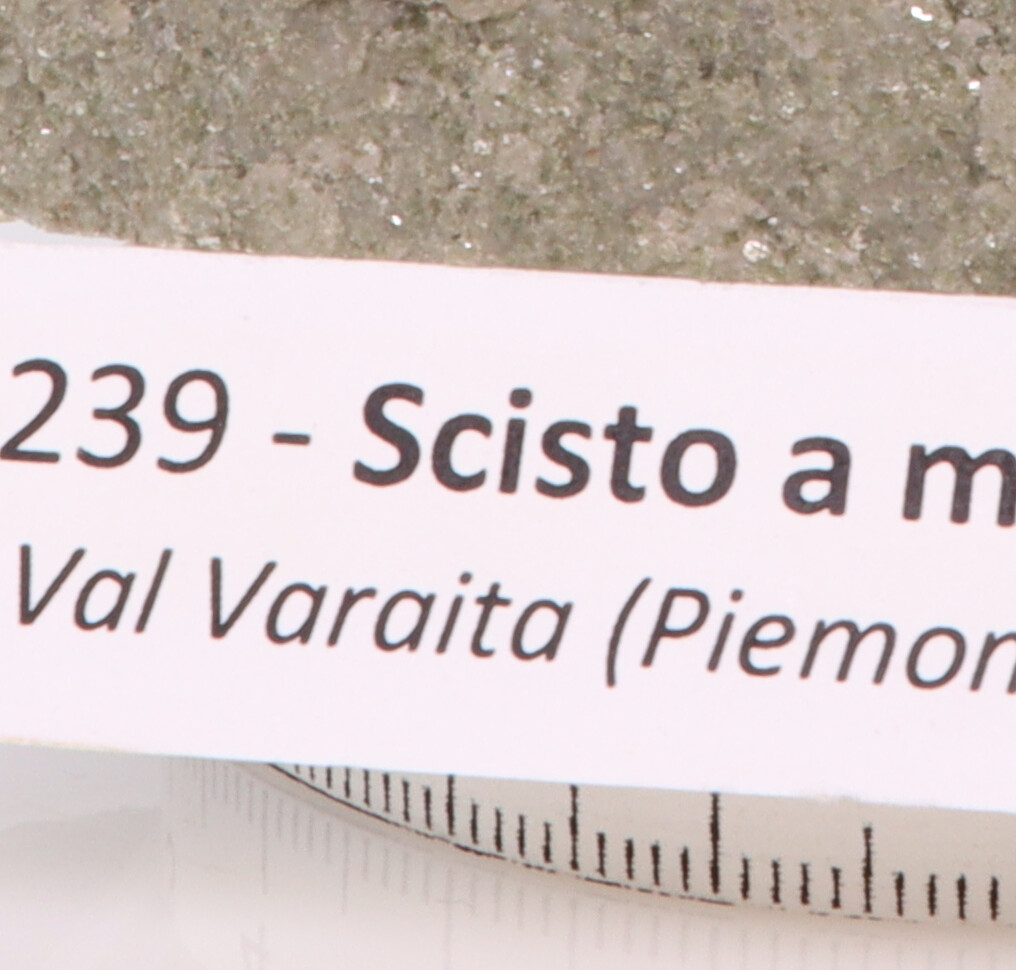 239 - Scisto a m
Val Varaita (Piemon